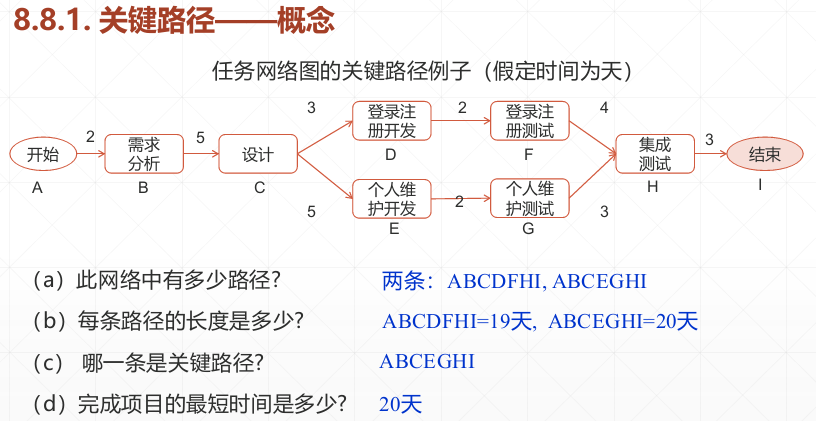 8.8.1. 关键路径——概念
任务网络图的关键路径例子（假定时间为天）
3
登录注
册开发
2
登录注
册测试
4
D
F
开始
2
需求
分析
5
设计
集成
测试
3
结束
A
B
C
H
I
5
个人维
护开发
2
个人维
护测试
3
E
G
（a）此网络中有多少路径?
两条：ABCDFHI, ABCEGHI
（b）每条路径的长度是多少?
ABCDFHI=19天, ABCEGHI=20天
（c） 哪一条是关键路径?
ABCEGHI
（d）完成项目的最短时间是多少?
20天